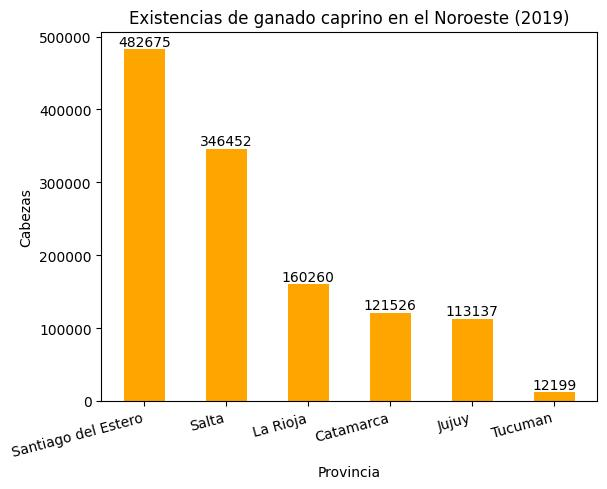 Existencias de ganado caprino en el Noroeste (2019)
500000
400000
300000
200000
100000
0
Cabezas
482675
346452
160260
121526
113137
12199
Santiago del Estero
Salta
La Rioja
Catamarca
Jujuy
Tucuman
Provincia